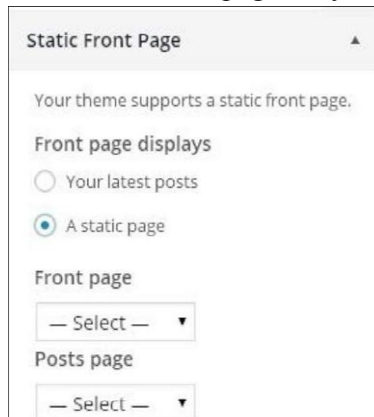 Static Front Page
Your theme supports a static front page.
Front page displays
Your latest posts
A static page
Front page
— Select —
Posts page
— Select —